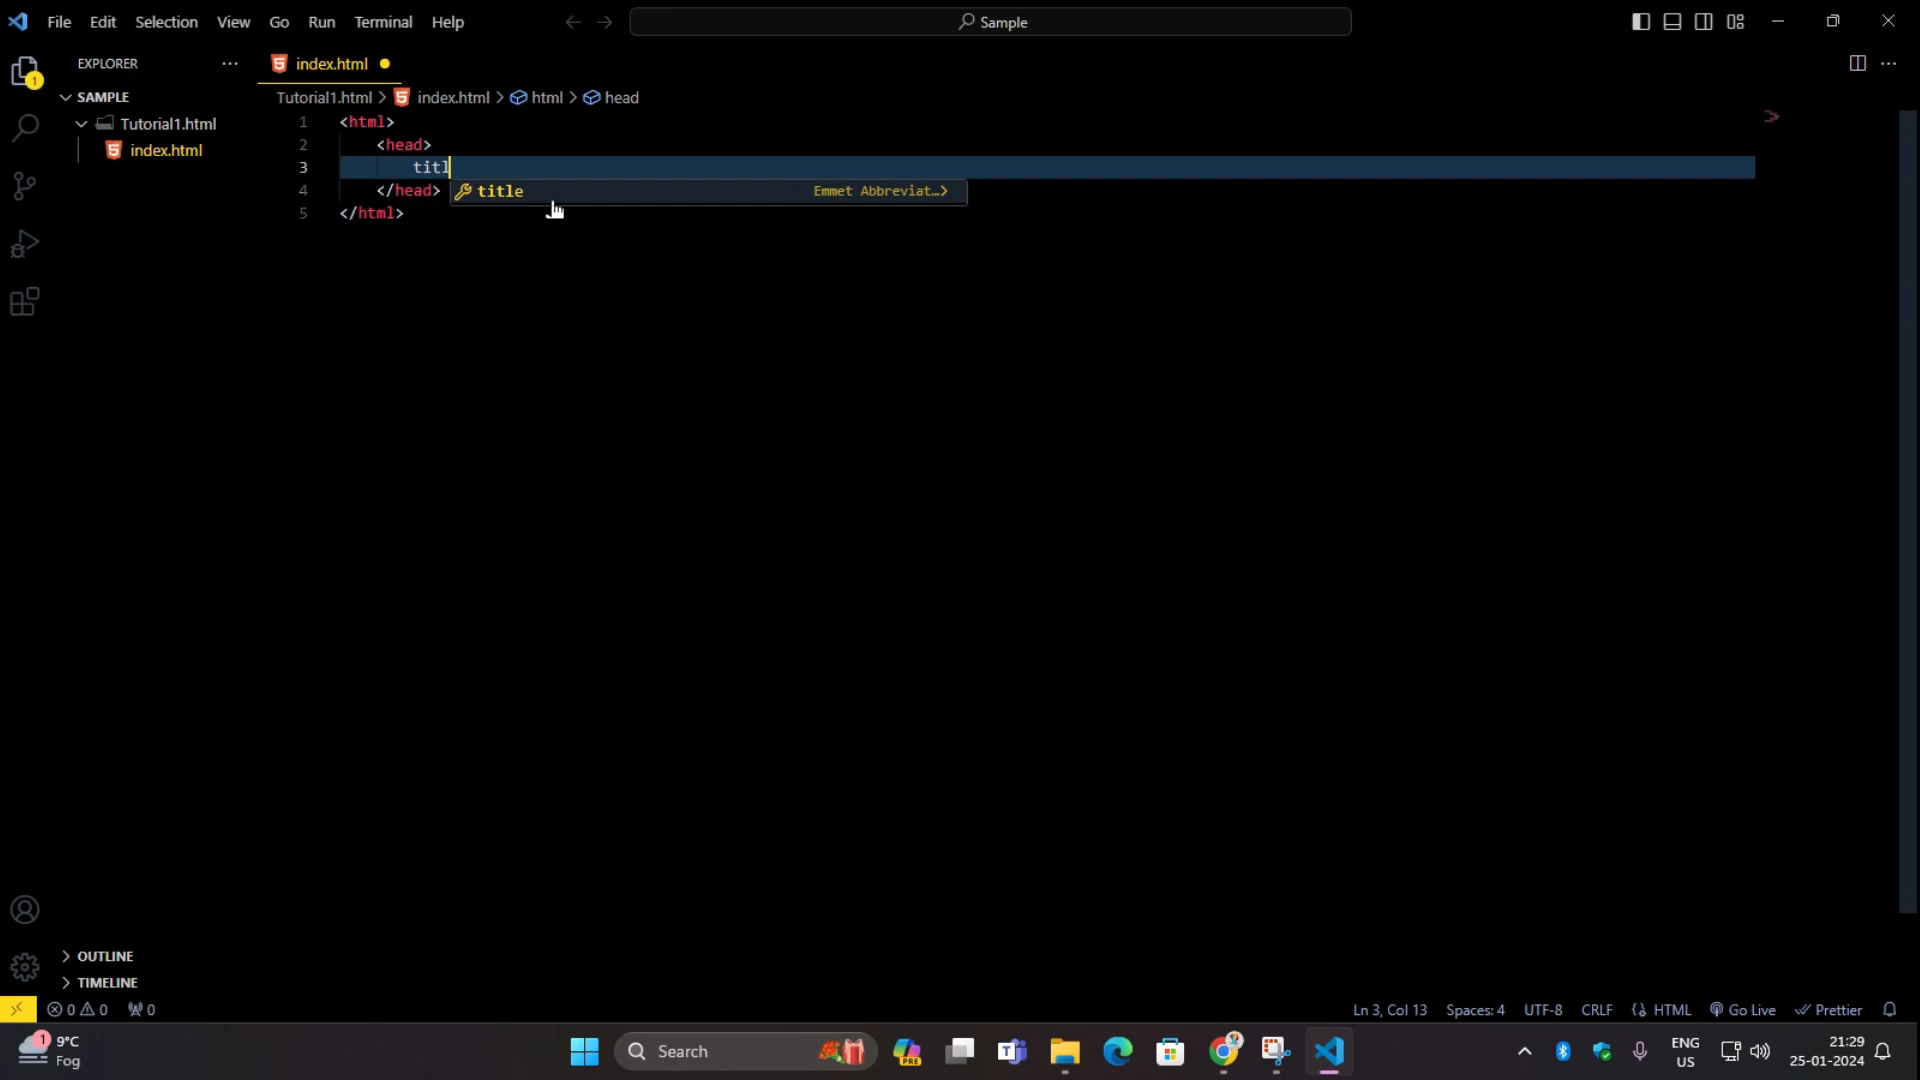 File Edit Selection View Go Run Terminal Help Sample
EXPLORER
index.html
1
SAMPLE
Tutorial1.html > index.html > html > head
Tutorial1.html
index.html
1 <html>
2 <head>
3 titl
4 </head>
title Emmet Abbreviat...>
5 </html>
OUTLINE
TIMELINE
0 0 0 Ln 3, Col 13 Spaces: 4 UTF-8 CRLF HTML Go Live Prettier
1
9°C
Fog
Search
PRE
ENG
US
21:29
25-01-2024